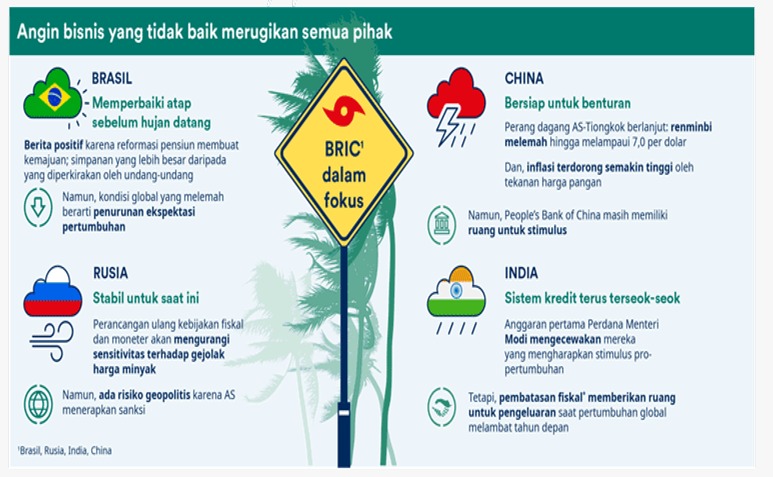 Angin bisnis yang tidak baik merugikan semua pihak
BRASIL
Memperbaiki atap
sebelum hujan datang
Berita positif karena reformasi pensiun membuat
kemajuan; simpanan yang lebih besar daripada
yang diperkirakan oleh undang-undang
Namun, kondisi global yang melemah
berarti penurunan ekspektasi
pertumbuhan
RUSIA
Stabil untuk saat ini
Perancangan ulang kebijakan fiskal
dan moneter akan mengurangi
sensitivitas terhadap gejolak
harga minyak
Namun, ada risiko geopolitis karena AS
menerapkan sanksi
¹Brasil, Rusia, India, China
BRIC¹
dalam
fokus
CHINA
Bersiap untuk benturan
Perang dagang AS-Tiongkok berlanjut: renminbi
melemah hingga melampaui 7,0 per dolar
Dan, inflasi terdorong semakin tinggi oleh
tekanan harga pangan
Namun, People's Bank of China masih memiliki
ruang untuk stimulus
INDIA
Sistem kredit terus terseok-seok
Anggaran pertama Perdana Menteri
Modi mengecewakan mereka
yang mengharapkan stimulus pro-
pertumbuhan
Tetapi, pembatasan fiskal memberikan ruang
untuk pengeluaran saat pertumbuhan global
melambat tahun depan